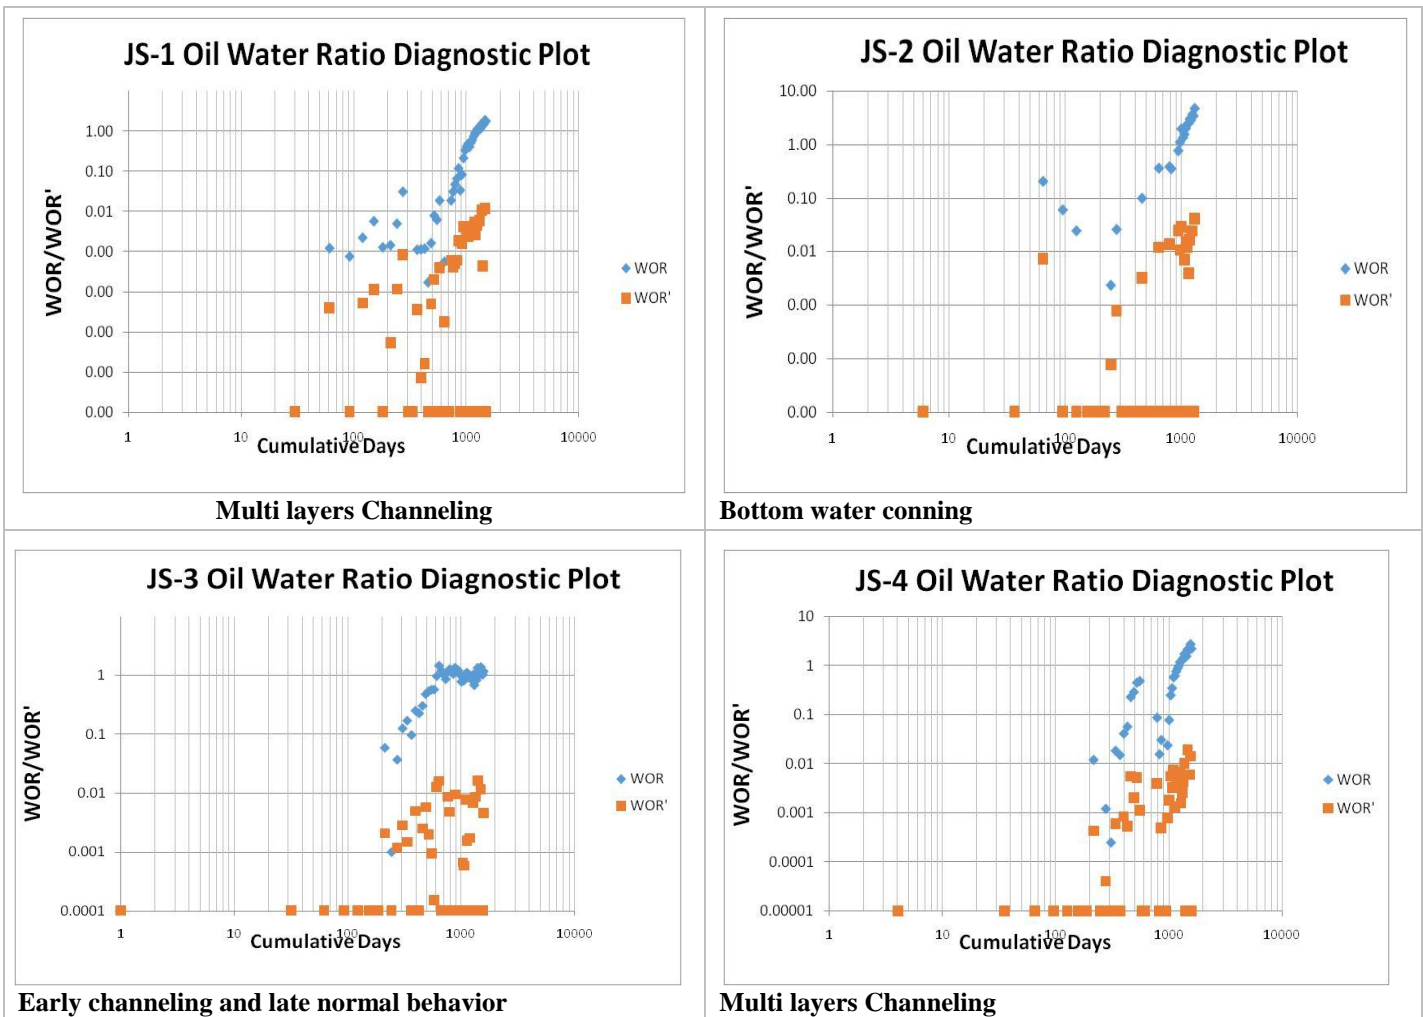 JS-1 Oil Water Ratio Diagnostic Plot
WOR/WOR'
1.00
0.10
0.01
0.00
0.00
0.00
0.00
0.00
1
10
100
1000
10000
Cumulative Days
WOR
WOR'
Multi layers Channeling
JS-2 Oil Water Ratio Diagnostic Plot
WOR/WOR'
10.00
1.00
0.10
0.01
0.00
0.00
0.00
1
10
100
1000
10000
Cumulative Days
WOR
WOR'
Bottom water conning
JS-3 Oil Water Ratio Diagnostic Plot
WOR/WOR'
1
0.1
0.01
0.001
0.0001
1
10
100
1000
10000
Cumulative Days
WOR
WOR'
Early channeling and late normal behavior
JS-4 Oil Water Ratio Diagnostic Plot
WOR/WOR'
10
1
0.1
0.01
0.001
0.0001
0.00001
1
10
100
1000
10000
Cumulative Days
WOR
WOR'
Multi layers Channeling